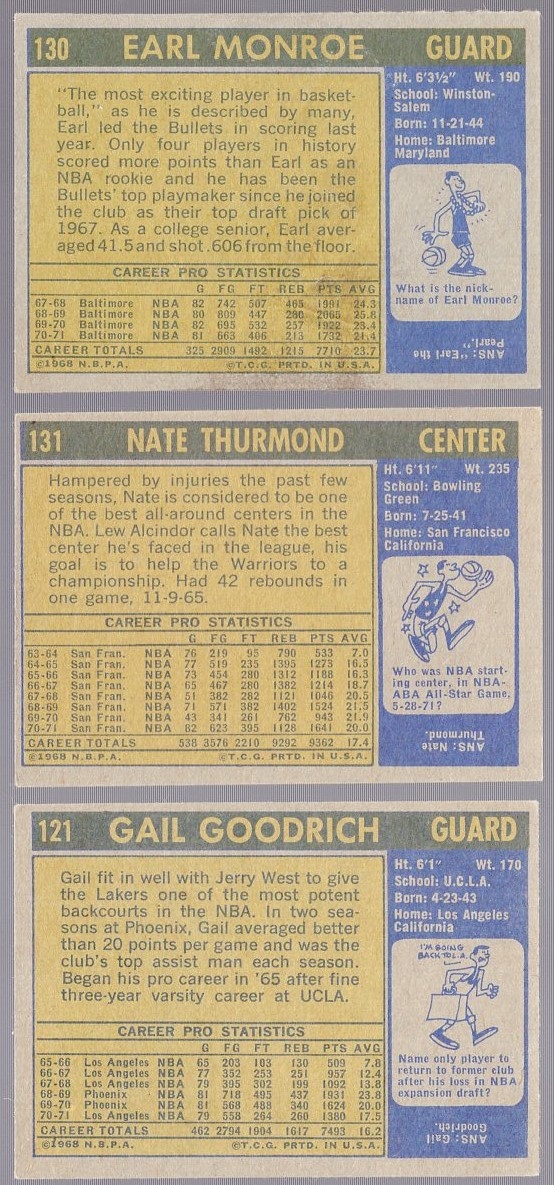 130 EARL MONROE GUARD
"The most exciting player in basket-
ball," as he is described by many,
Earl led the Bullets in scoring last
year. Only four players in history
scored more points than Earl as an
NBA rookie and he has been the
Bullets' top playmaker since he joined
the club as their top draft pick of
1967. As a college senior, Earl aver-
aged 41.5 and shot .606 from the floor.
CAREER PRO STATISTICS
G FG FT REB PTS AVG
67-68 Baltimore NBA 82 742 507 465 1991 24.3
68-69 Baltimore NBA 80 809 447 280 2065 25.8
69-70 Baltimore NBA 82 695 532 257 1922 23.4
70-71 Baltimore NBA 81 663 406 213 1732 21.4
CAREER TOTALS 325 2909 1492 1215 7710 23.7
©1968 N.B.P.A. ©T.C.G. PRTD. IN U.S.A.
Ht. 6'3½" Wt. 190
School: Winston-
Salem
Born: 11-21-44
Home: Baltimore
Maryland
What is the nick-
name of Earl Monroe?
ANS: "Earl the
Pearl."
131 NATE THURMOND CENTER
Hampered by injuries the past few
seasons, Nate is considered to be one
of the best all-around centers in the
NBA. Lew Alcindor calls Nate the best
center he's faced in the league, his
goal is to help the Warriors to a
championship. Had 42 rebounds in
one game, 11-9-65.
CAREER PRO STATISTICS
G FG FT REB PTS AVG
63-64 San Fran. NBA 76 219 95 790 533 7.0
64-65 San Fran. NBA 77 519 235 1395 1273 16.5
65-66 San Fran. NBA 73 454 280 1312 1188 16.3
66-67 San Fran. NBA 65 467 280 1382 1214 18.7
67-68 San Fran. NBA 51 382 282 1121 1046 20.5
68-69 San Fran. NBA 71 571 382 1402 1524 21.5
69-70 San Fran. NBA 43 341 261 762 943 21.9
70-71 San Fran. NBA 82 623 395 1128 1641 20.0
CAREER TOTALS 538 3576 2210 9292 9362 17.4
©1968 N.B.P.A. ©T.C.G. PRTD. IN U.S.A.
Ht. 6'11" Wt. 235
School: Bowling
Green
Born: 7-25-41
Home: San Francisco
California
Who was NBA start-
ing center, in NBA-
ABA All-Star Game,
5-28-71?
ANS: Nate
Thurmond.
121 GAIL GOODRICH GUARD
Gail fit in well with Jerry West to give
the Lakers one of the most potent
backcourts in the NBA. In two sea-
sons at Phoenix, Gail averaged better
than 20 points per game and was the
club's top assist man each season.
Began his pro career in '65 after fine
three-year varsity career at UCLA.
CAREER PRO STATISTICS
G FG FT REB PTS AVG
65-66 Los Angeles NBA 65 203 103 130 509 7.8
66-67 Los Angeles NBA 77 352 253 251 957 12.4
67-68 Los Angeles NBA 79 395 302 199 1092 13.8
68-69 Phoenix NBA 81 718 495 437 1931 23.8
69-70 Phoenix NBA 81 568 488 340 1624 20.0
70-71 Los Angeles NBA 79 558 264 260 1380 17.5
CAREER TOTALS 462 2794 1904 1617 7493 16.2
©1968 N.B.P.A. ©T.C.G. PRTD. IN U.S.A.
Ht. 6'1" Wt. 170
School: U.C.L.A.
Born: 4-23-43
Home: Los Angeles
California
I'M GOING
BACK TO L.A.
Name only player to
return to former club
after his loss in NBA
expansion draft?
ANS: Gail
Goodrich.